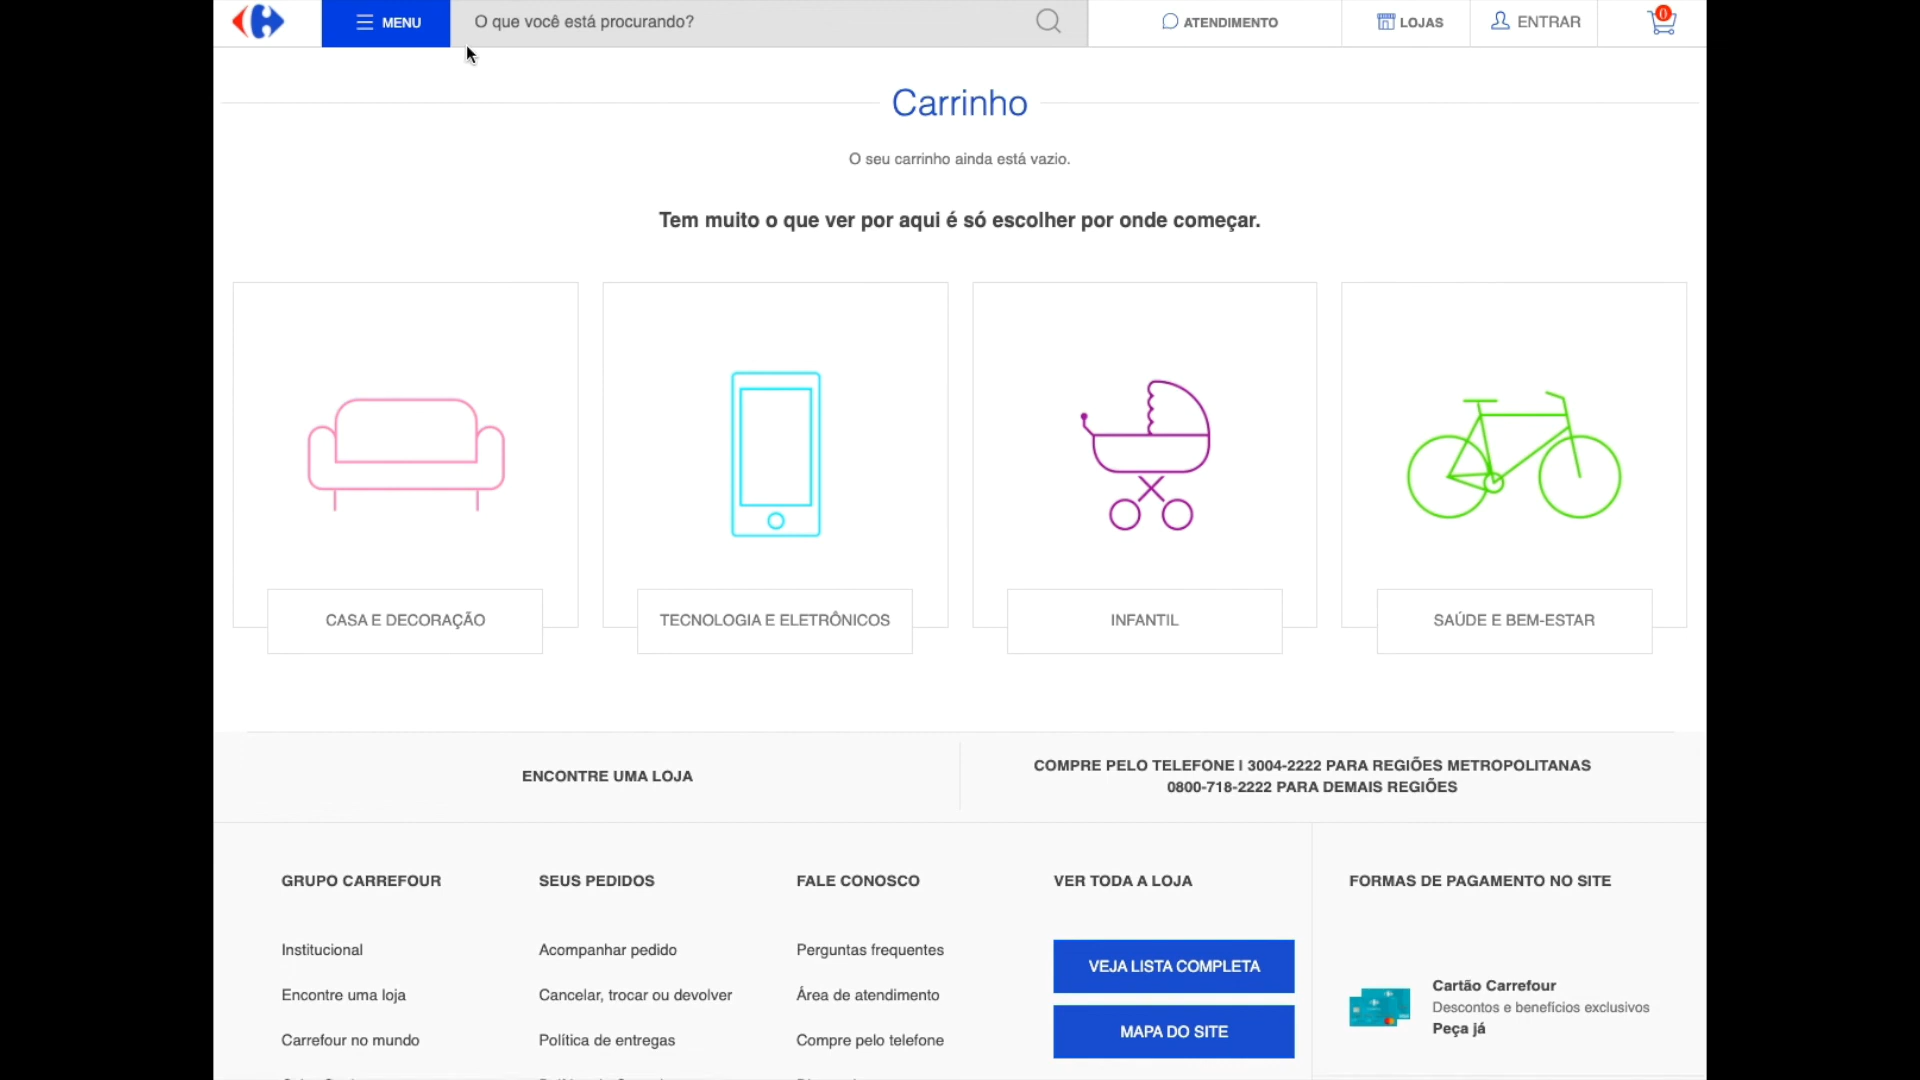 MENU
O que você está procurando?
ATENDIMENTO
LOJAS
ENTRAR
0
Carrinho
O seu carrinho ainda está vazio.
Tem muito o que ver por aqui é só escolher por onde começar.
CASA E DECORAÇÃO
TECNOLOGIA E ELETRÔNICOS
INFANTIL
SAÚDE E BEM-ESTAR
ENCONTRE UMA LOJA
COMPRE PELO TELEFONE | 3004-2222 PARA REGIÕES METROPOLITANAS
0800-718-2222 PARA DEMAIS REGIÕES
GRUPO CARREFOUR
Institucional
Encontre uma loja
Carrefour no mundo
SEUS PEDIDOS
Acompanhar pedido
Cancelar, trocar ou devolver
Política de entregas
FALE CONOSCO
Perguntas frequentes
Área de atendimento
Compre pelo telefone
VER TODA A LOJA
VEJA LISTA COMPLETA
MAPA DO SITE
FORMAS DE PAGAMENTO NO SITE
Cartão Carrefour
Descontos e benefícios exclusivos
Peça já